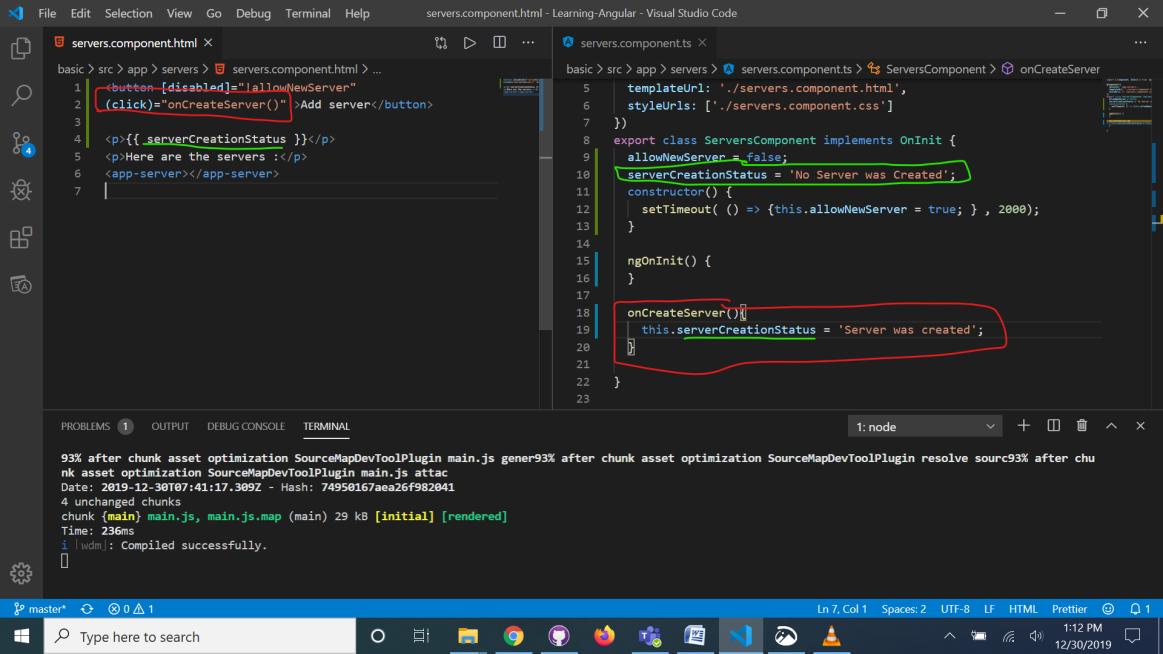 File Edit Selection View Go Debug Terminal Help servers.component.html - Learning-Angular - Visual Studio Code
servers.component.html
basic > src > app > servers > servers.component.html > ...
1 <button [disabled]="!allowNewServer"
2 (click)="onCreateServer()" >Add server</button>
3
4 <p>{{ serverCreationStatus }}</p>
5 <p>Here are the servers :</p>
6 <app-server></app-server>
7
servers.component.ts
basic > src > app > servers > servers.component.ts > ServersComponent > onCreateServer
5 templateUrl: './servers.component.html',
6 styleUrls: ['./servers.component.css']
7 })
8 export class ServersComponent implements OnInit {
9 allowNewServer = false;
10 serverCreationStatus = 'No Server was Created';
11 constructor() {
12 setTimeout( () => {this.allowNewServer = true; } , 2000);
13 }
14
15 ngOnInit() {
16 }
17
18 onCreateServer(){
19 this.serverCreationStatus = 'Server was created';
20 }
21
22 }
23
4
PROBLEMS 1 OUTPUT DEBUG CONSOLE TERMINAL 1: node
93% after chunk asset optimization SourceMapDevToolPlugin main.js gener93% after chunk asset optimization SourceMapDevToolPlugin resolve sourc93% after chu
nk asset optimization SourceMapDevToolPlugin main.js attac
Date: 2019-12-30T07:41:17.309Z - Hash: 74950167aea26f982041
4 unchanged chunks
chunk {main} main.js, main.js.map (main) 29 kB [initial] [rendered]
Time: 236ms
i ｢wdm｣: Compiled successfully.
master* 0 1 Ln 7, Col 1 Spaces: 2 UTF-8 LF HTML Prettier 1
Type here to search
1:12 PM
12/30/2019